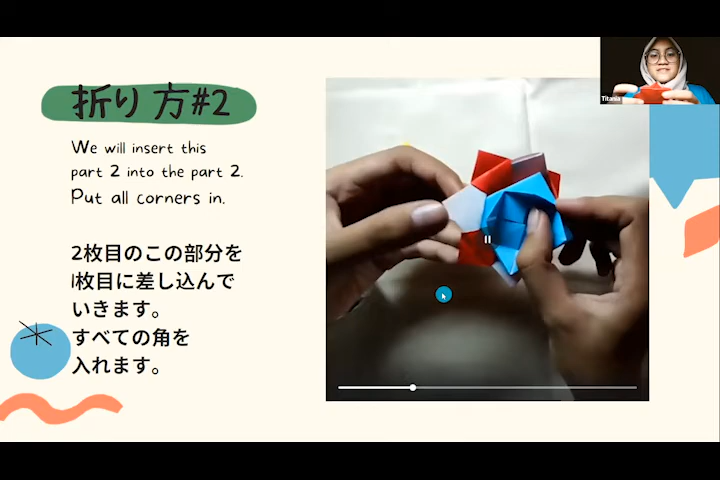 折り方#2
We will insert this
part 2 into the part 2.
Put all corners in.
2枚目のこの部分を
1枚目に差し込んで
いきます。
すべての角を
入れます。
Titania